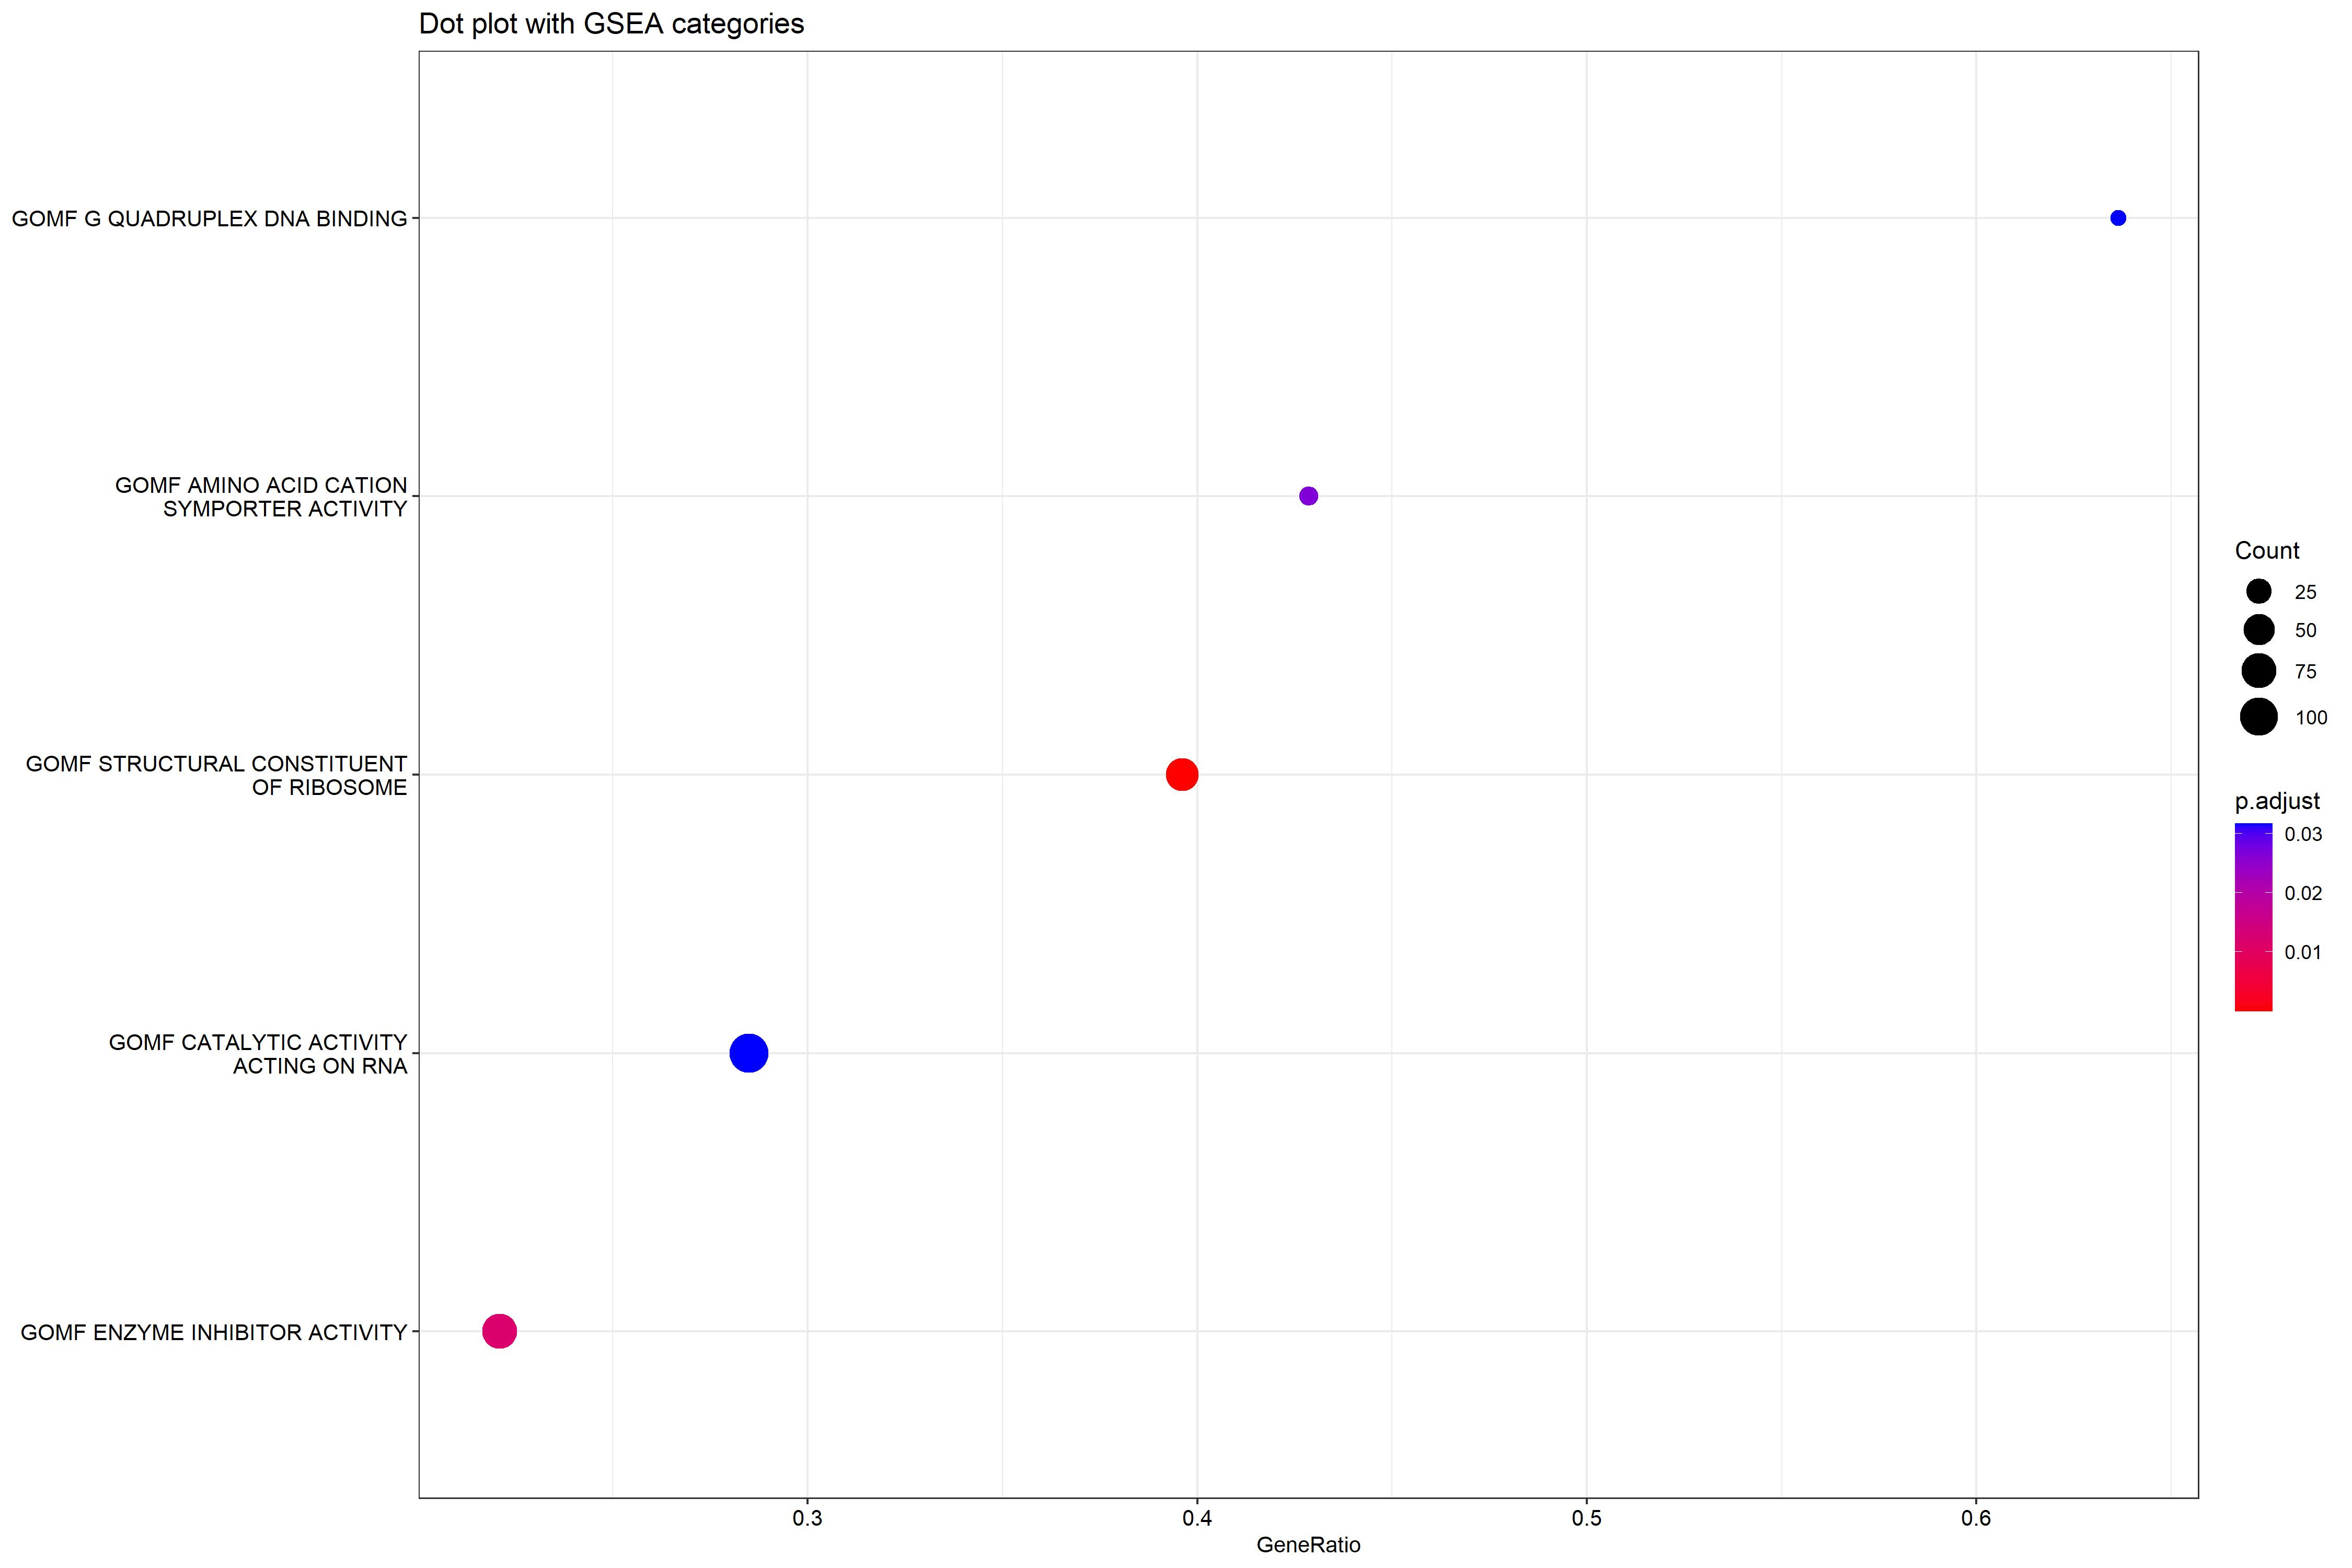 Dot plot with GSEA categories
GOMF G QUADRUPLEX DNA BINDING
GOMF AMINO ACID CATION
SYMPORTER ACTIVITY
GOMF STRUCTURAL CONSTITUENT
OF RIBOSOME
GOMF CATALYTIC ACTIVITY
ACTING ON RNA
GOMF ENZYME INHIBITOR ACTIVITY
0.3
0.4
0.5
0.6
GeneRatio
Count
25
50
75
100
p.adjust
0.03
0.02
0.01